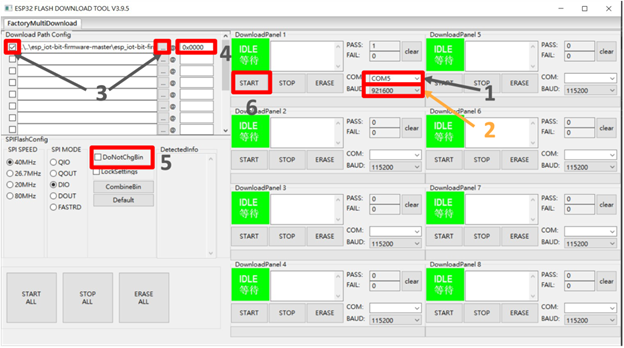 ESP32 FLASH DOWNLOAD TOOL V3.9.5
FactoryMultiDownload
Download Path Config
\..\esp_iot-bit-firmware-master\esp_iot-bit-fir ... @ 0x0000
3
4
SPIFlashConfig
SPI SPEED
40MHz
26.7MHz
20MHz
80MHz
SPI MODE
QIO
QOUT
DIO
DOUT
FASTRD
DoNotChgBin
5
LockSettings
CombineBin
Default
DetectedInfo
START ALL
STOP ALL
ERASE ALL
DownloadPanel 1
IDLE
等待
PASS: 1
FAIL: 0
clear
START STOP ERASE
COM: COM5
BAUD: 921600
6
1
2
DownloadPanel 2
IDLE
等待
PASS: 0
FAIL: 0
clear
START STOP ERASE
COM:
BAUD: 115200
DownloadPanel 3
IDLE
等待
PASS: 0
FAIL: 0
clear
START STOP ERASE
COM:
BAUD: 115200
DownloadPanel 4
IDLE
等待
PASS: 0
FAIL: 0
clear
START STOP ERASE
COM:
BAUD: 115200
DownloadPanel 5
IDLE
等待
PASS: 0
FAIL: 0
clear
START STOP ERASE
COM:
BAUD: 115200
DownloadPanel 6
IDLE
等待
PASS: 0
FAIL: 0
clear
START STOP ERASE
COM:
BAUD: 115200
DownloadPanel 7
IDLE
等待
PASS: 0
FAIL: 0
clear
START STOP ERASE
COM:
BAUD: 115200
DownloadPanel 8
IDLE
等待
PASS: 0
FAIL: 0
clear
START STOP ERASE
COM:
BAUD: 115200